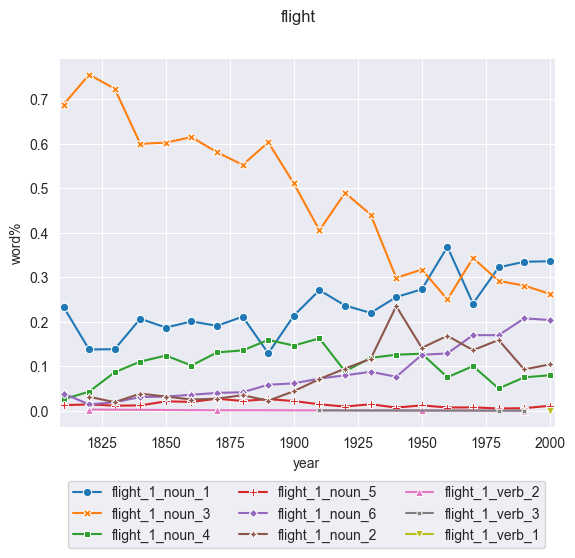 flight
0.7
0.6
0.5
0.4
0.3
0.2
0.1
0.0
word%
1825 1850 1875 1900 1925 1950 1975 2000
year
flight_1_noun_1 flight_1_noun_5 flight_1_verb_2
flight_1_noun_3 flight_1_noun_6 flight_1_verb_3
flight_1_noun_4 flight_1_noun_2 flight_1_verb_1